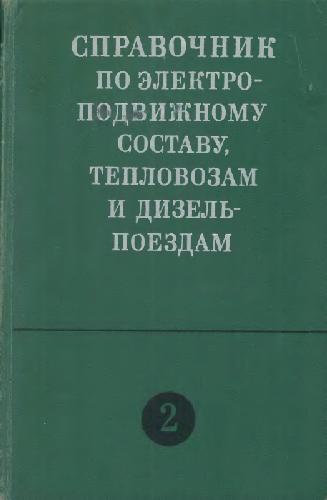 СПРАВОЧНИК
ПО ЭЛЕКТРО-
ПОДВИЖНОМУ
СОСТАВУ,
ТЕПЛОВОЗАМ
И ДИЗЕЛЬ-
ПОЕЗДАМ
2